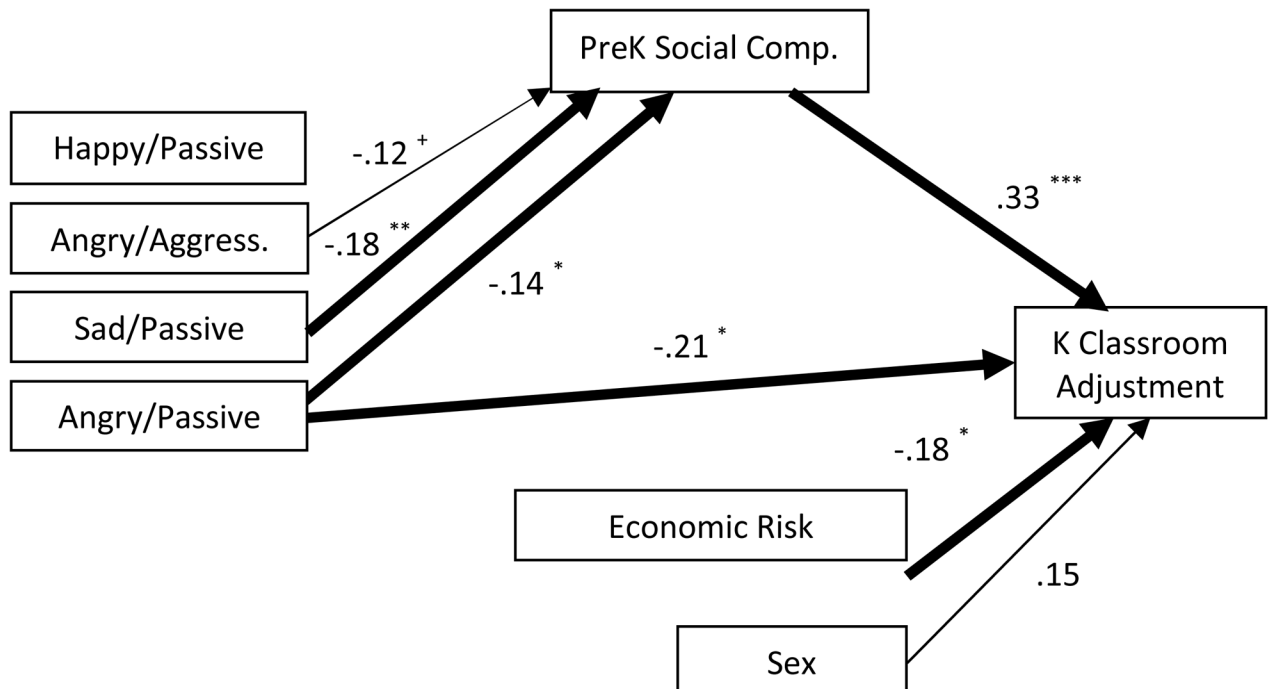 PreK Social Comp.
Happy/Passive
-.12 +
Angry/Aggress.
-.18 **
.33 ***
-.14 *
Sad/Passive
-.21 *
K Classroom
Adjustment
Angry/Passive
-.18 *
Economic Risk
.15
Sex